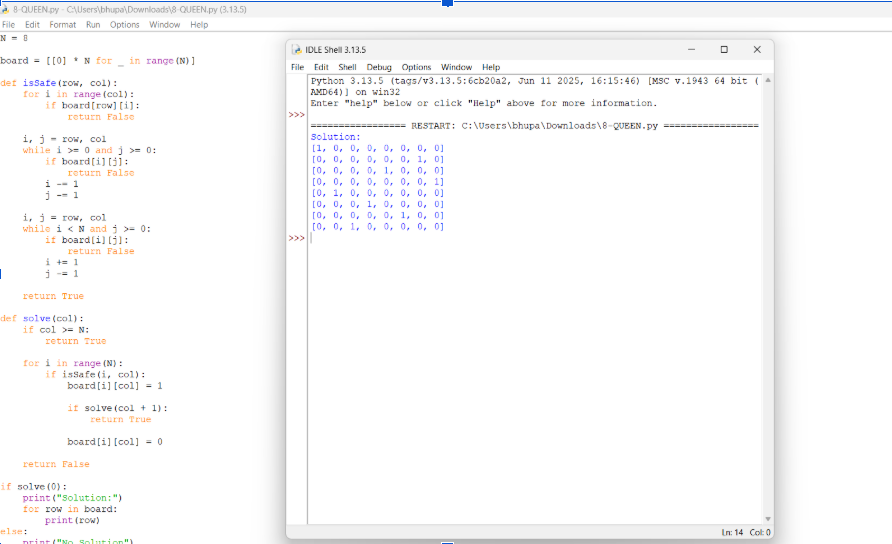 8-QUEEN.py - C:\Users\bhupa\Downloads\8-QUEEN.py (3.13.5)
File Edit Format Run Options Window Help
N = 8
board = [[0] * N for _ in range(N)]
def isSafe(row, col):
    for i in range(col):
        if board[row][i]:
            return False
    i, j = row, col
    while i >= 0 and j >= 0:
        if board[i][j]:
            return False
        i -= 1
        j -= 1
    i, j = row, col
    while i < N and j >= 0:
        if board[i][j]:
            return False
        i += 1
        j -= 1
    return True
def solve(col):
    if col >= N:
        return True
    for i in range(N):
        if isSafe(i, col):
            board[i][col] = 1
            if solve(col + 1):
                return True
            board[i][col] = 0
    return False
if solve(0):
    print("Solution:")
    for row in board:
        print(row)
else:
    print("No Solution")
IDLE Shell 3.13.5
File Edit Shell Debug Options Window Help
Python 3.13.5 (tags/v3.13.5:6cb20a2, Jun 11 2025, 16:15:46) [MSC v.1943 64 bit (
AMD64)] on win32
Enter "help" below or click "Help" above for more information.
>>>
================= RESTART: C:\Users\bhupa\Downloads\8-QUEEN.py =================
Solution:
[1, 0, 0, 0, 0, 0, 0, 0]
[0, 0, 0, 0, 0, 0, 1, 0]
[0, 0, 0, 0, 1, 0, 0, 0]
[0, 0, 0, 0, 0, 0, 0, 1]
[0, 1, 0, 0, 0, 0, 0, 0]
[0, 0, 0, 1, 0, 0, 0, 0]
[0, 0, 0, 0, 0, 1, 0, 0]
[0, 0, 1, 0, 0, 0, 0, 0]
>>>
Ln: 14 Col: 0